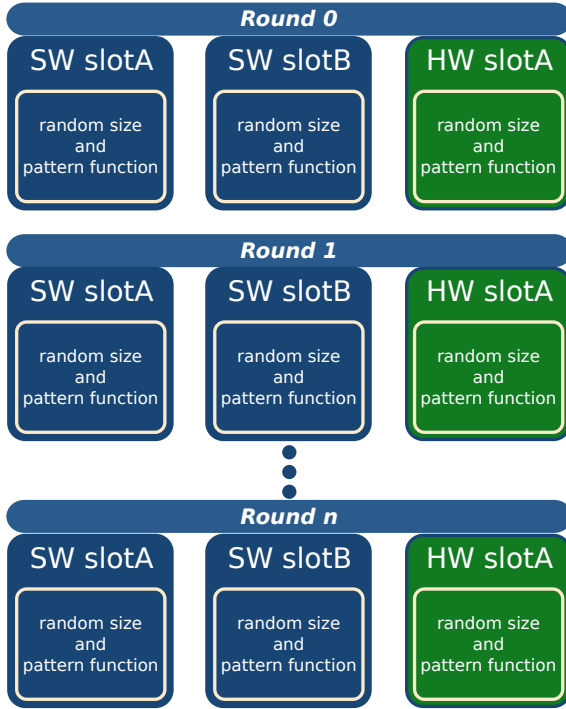 Round 0
SW slotA
random size
and
pattern function
SW slotB
random size
and
pattern function
HW slotA
random size
and
pattern function
Round 1
SW slotA
random size
and
pattern function
SW slotB
random size
and
pattern function
HW slotA
random size
and
pattern function
Round n
SW slotA
random size
and
pattern function
SW slotB
random size
and
pattern function
HW slotA
random size
and
pattern function